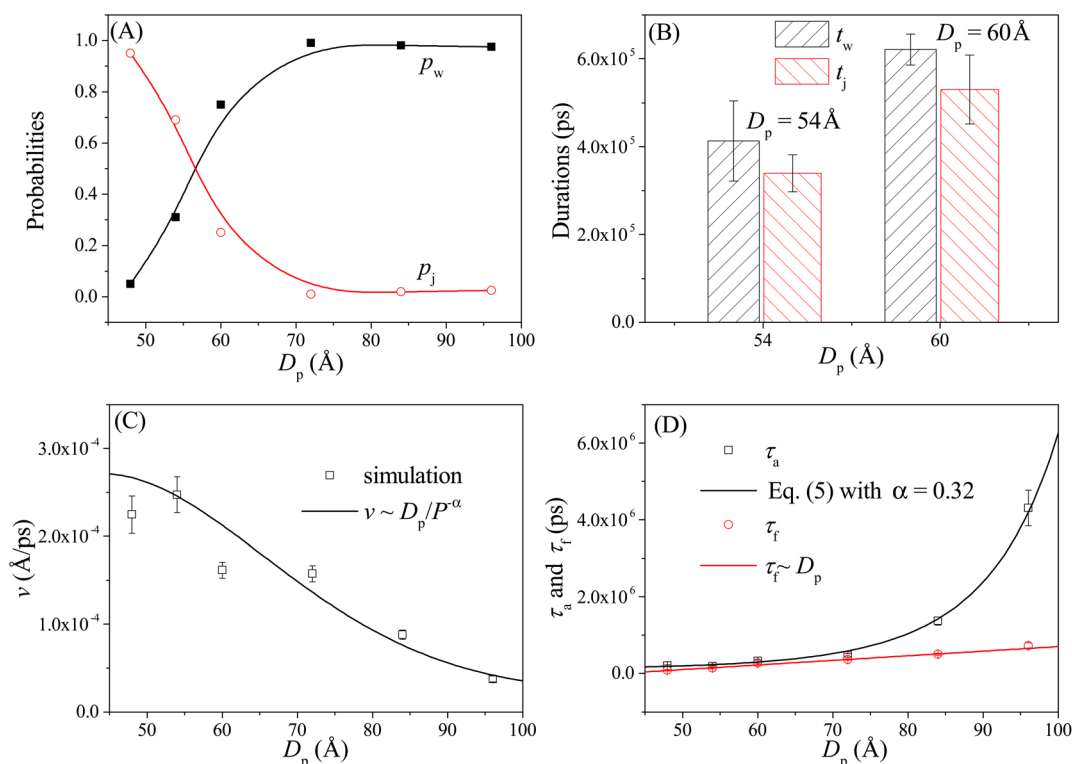 (A)
1.0
0.8
0.6
0.4
0.2
0.0
Probabilities
p_w
p_j
50 60 70 80 90 100
D_p (Å)
(B)
t_w
t_j
D_p = 60Å
D_p = 54Å
6.0x10^5
4.0x10^5
2.0x10^5
0.0
Durations (ps)
54 60
D_p (Å)
(C)
3.0x10^-4
2.0x10^-4
1.0x10^-4
0.0
v (Å/ps)
simulation
v ~ D_p/P^-α
50 60 70 80 90 100
D_p (Å)
(D)
6.0x10^6
4.0x10^6
2.0x10^6
0.0
τ_a and τ_f (ps)
τ_a
Eq. (5) with α = 0.32
τ_f
τ_f~ D_p
50 60 70 80 90 100
D_p (Å)